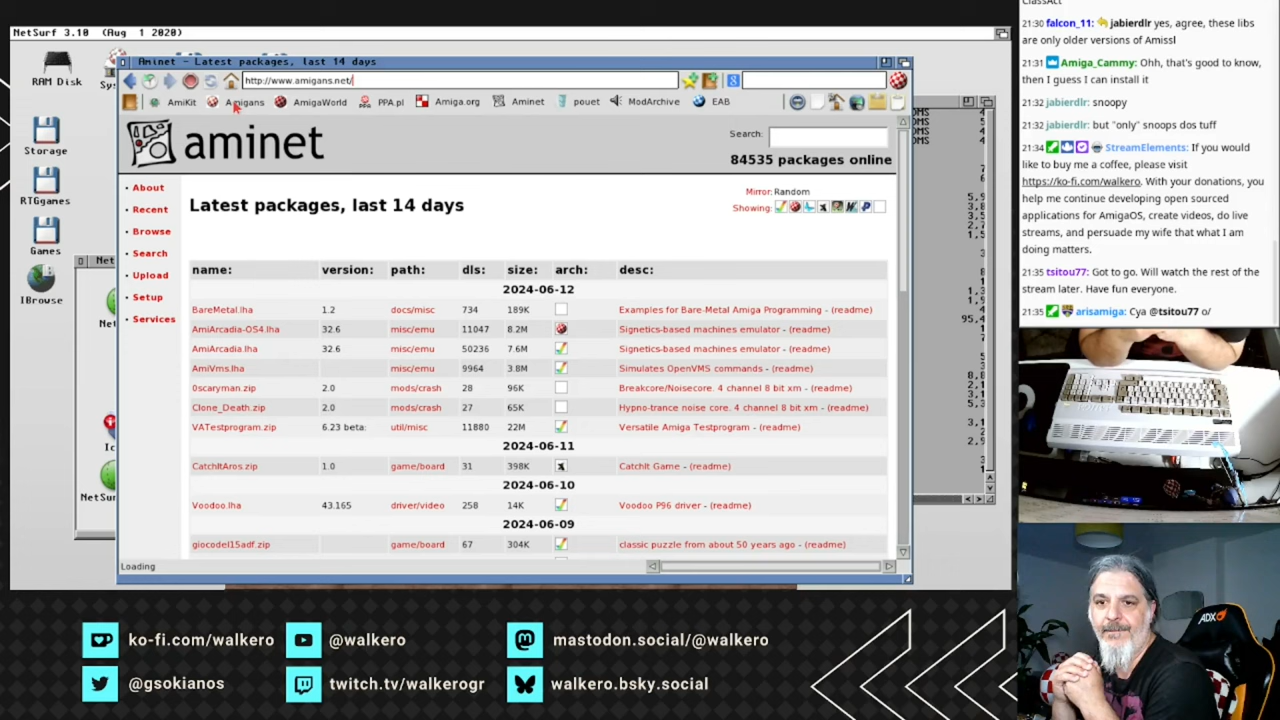 NetSurf 3.10 (Aug 1 2020)
RAM Disk
Storage
RTGgames
Games
IBrowse
Aminet - Latest packages, last 14 days
http://www.amigans.net/
AmiKit
Amigans
AmigaWorld
PPA.pl
Amiga.org
Aminet
pouet
ModArchive
EAB
aminet
Search:
84535 packages online
• About
• Recent
• Browse
• Search
• Upload
• Setup
• Services
Latest packages, last 14 days
Mirror: Random
Showing:
name: version: path: dls: size: arch: desc:
2024-06-12
BareMetal.lha 1.2 docs/misc 734 189K Examples for Bare-Metal Amiga Programming - (readme)
AmiArcadia-OS4.lha 32.6 misc/emu 11047 8.2M Signetics-based machines emulator - (readme)
AmiArcadia.lha 32.6 misc/emu 50236 7.6M Signetics-based machines emulator - (readme)
AmiVms.lha misc/emu 9964 3.8M Simulates OpenVMS commands - (readme)
0scaryman.zip 2.0 mods/crash 28 96K Breakcore/Noisecore. 4 channel 8 bit xm - (readme)
Clone_Death.zip 2.0 mods/crash 27 65K Hypno-trance noise core. 4 channel 8 bit xm - (readme)
VATestprogram.zip 6.23 beta: util/misc 11880 22M Versatile Amiga Testprogram - (readme)
2024-06-11
CatchItAros.zip 1.0 game/board 31 398K CatchIt Game - (readme)
2024-06-10
Voodoo.lha 43.165 driver/video 258 14K Voodoo P96 driver - (readme)
2024-06-09
giocodel15adf.zip game/board 67 304K classic puzzle from about 50 years ago - (readme)
Loading
21:30 falcon_11: jabierdlr yes, agree, these libs
are only older versions of Amissl
21:31 Amiga_Cammy: Ohh, that's good to know,
then I guess I can install it
21:32 jabierdlr: snoopy
21:32 jabierdlr: but "only" snoops dos tuff
21:34 StreamElements: If you would
like to buy me a coffee, please visit
https://ko-fi.com/walkero. With your donations, you
help me continue developing open sourced
applications for AmigaOS, create videos, do live
streams, and persuade my wife that what I am
doing matters.
21:35 tsitou77: Got to go. Will watch the rest of the
stream later. Have fun everyone.
21:35 arisamiga: Cya @tsitou77 o/
ADX
ko-fi.com/walkero
@walkero
mastodon.social/@walkero
@gsokianos
twitch.tv/walkerogr
walkero.bsky.social